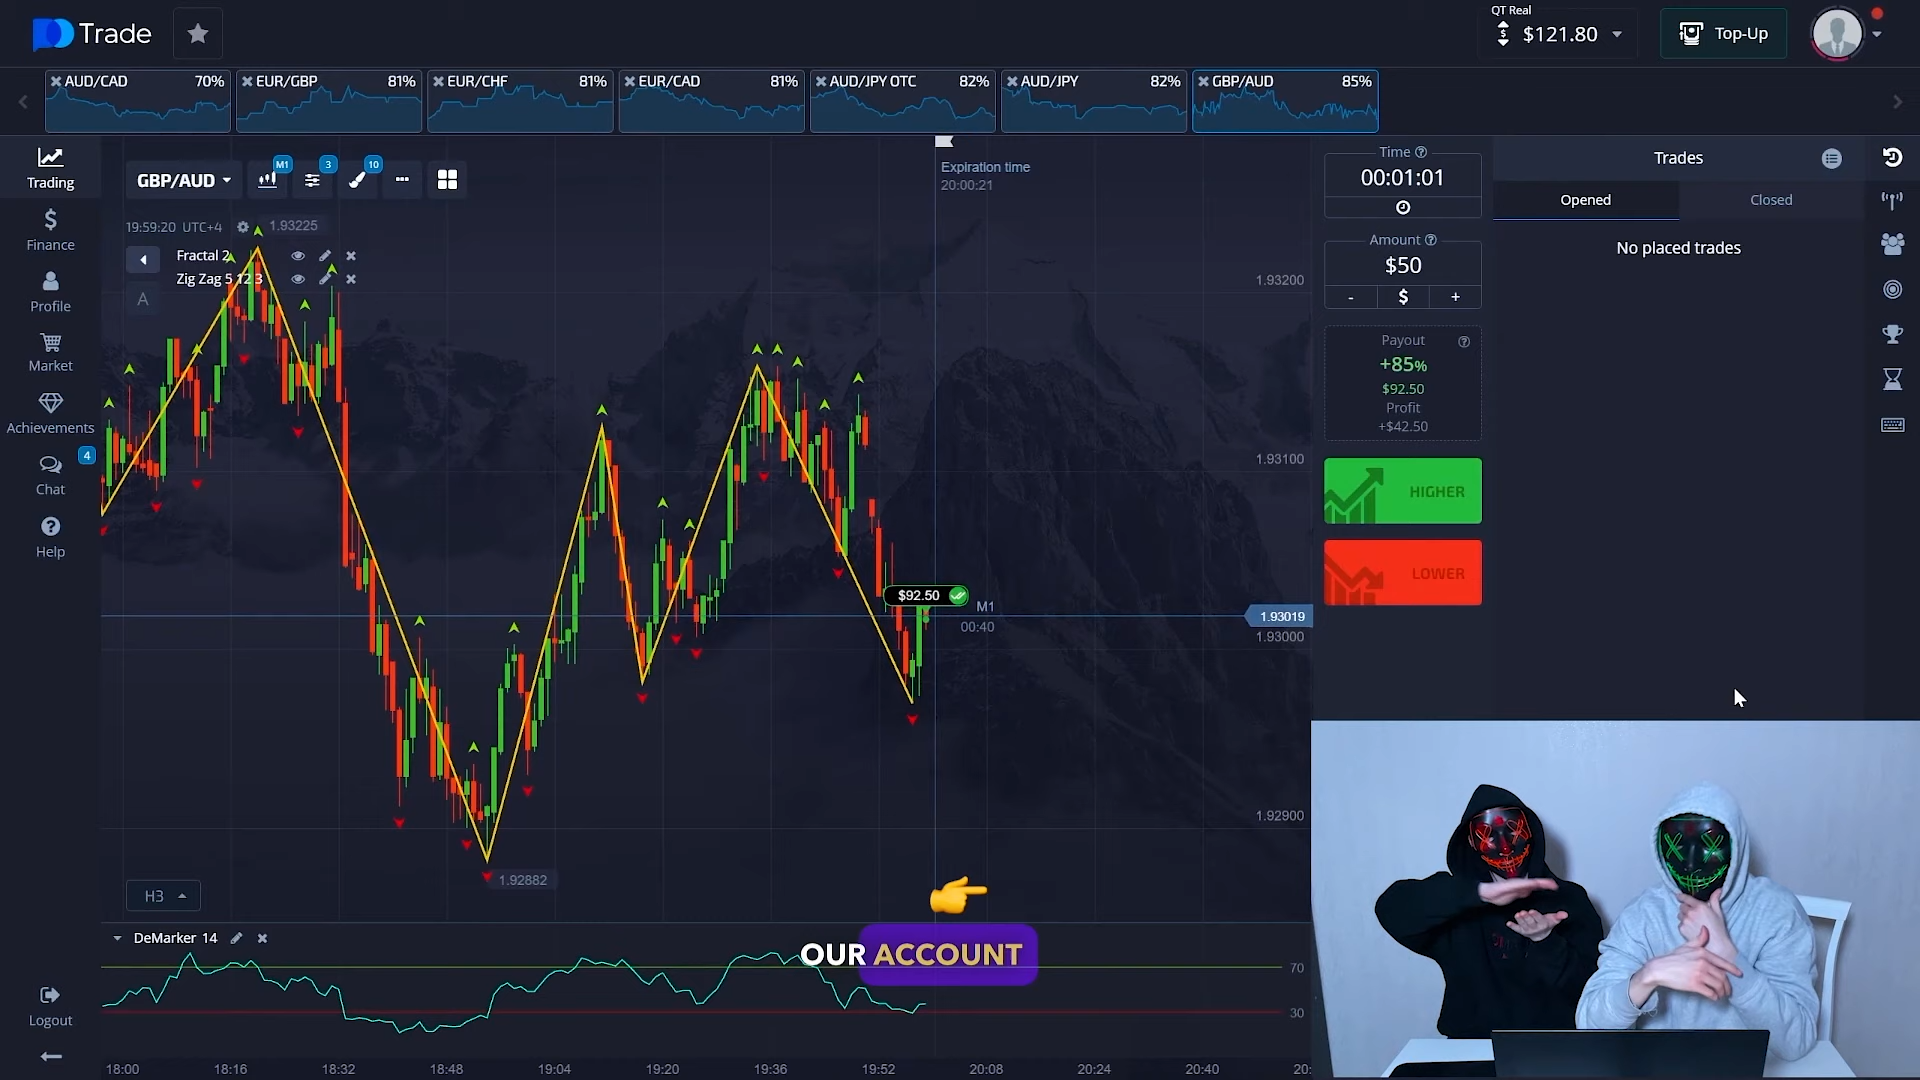 Trade
QT Real
$121.80
Top-Up
AUD/CAD 70%
EUR/GBP 81%
EUR/CHF 81%
EUR/CAD 81%
AUD/JPY OTC 82%
AUD/JPY 82%
GBP/AUD 85%
Trading
Finance
Profile
Market
Achievements
4
Chat
Help
Logout
GBP/AUD
M1
3
10
19:59:20 UTC+4
1.93225
Fractal 2
Zig Zag 5 12 3
A
Expiration time
20:00:21
1.93200
1.93100
$92.50
M1
00:40
1.93019
1.93000
1.92900
1.92882
H3
DeMarker 14
OUR ACCOUNT
70
30
18:00 18:16 18:32 18:48 19:04 19:20 19:36 19:52 20:08 20:24 20:40 20:
Time
00:01:01
Amount
$50
- $ +
Payout
+85%
$92.50
Profit
+$42.50
HIGHER
LOWER
Trades
Opened
Closed
No placed trades